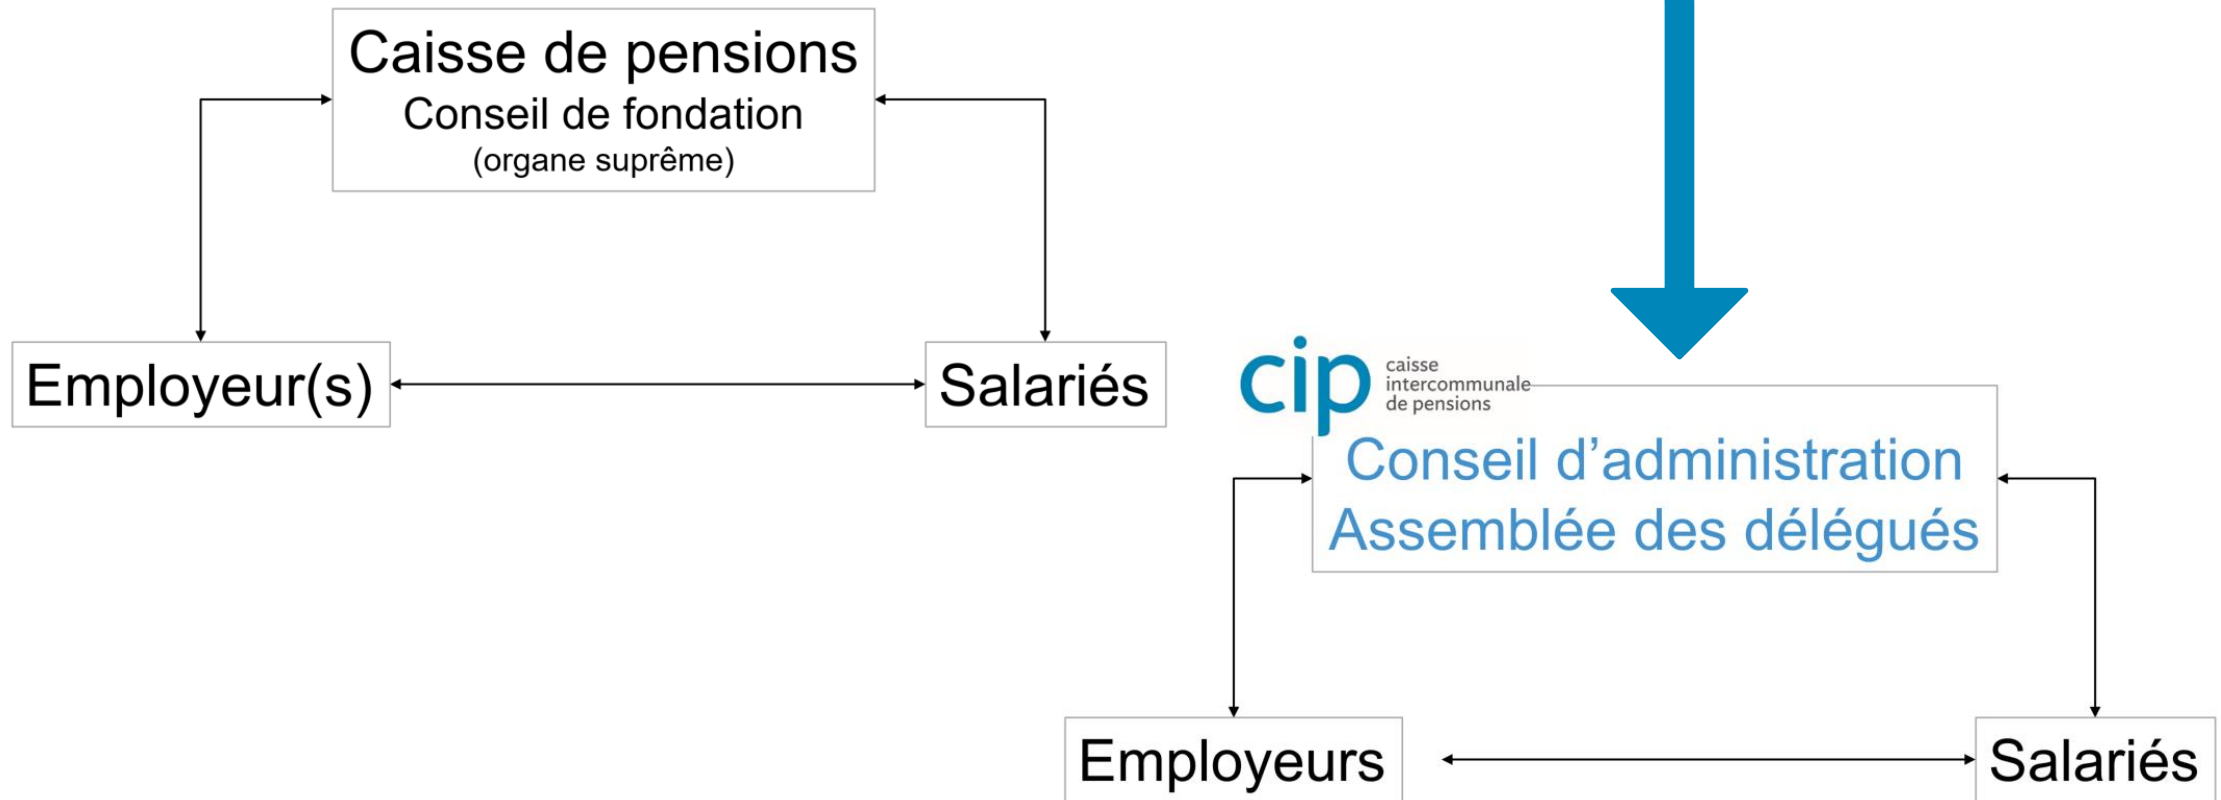 Caisse de pensions
Conseil de fondation
(organe suprême)
Employeur(s)
Salariés
cip
caisse
intercommunale
de pensions
Conseil d’administration
Assemblée des délégués
Employeurs
Salariés